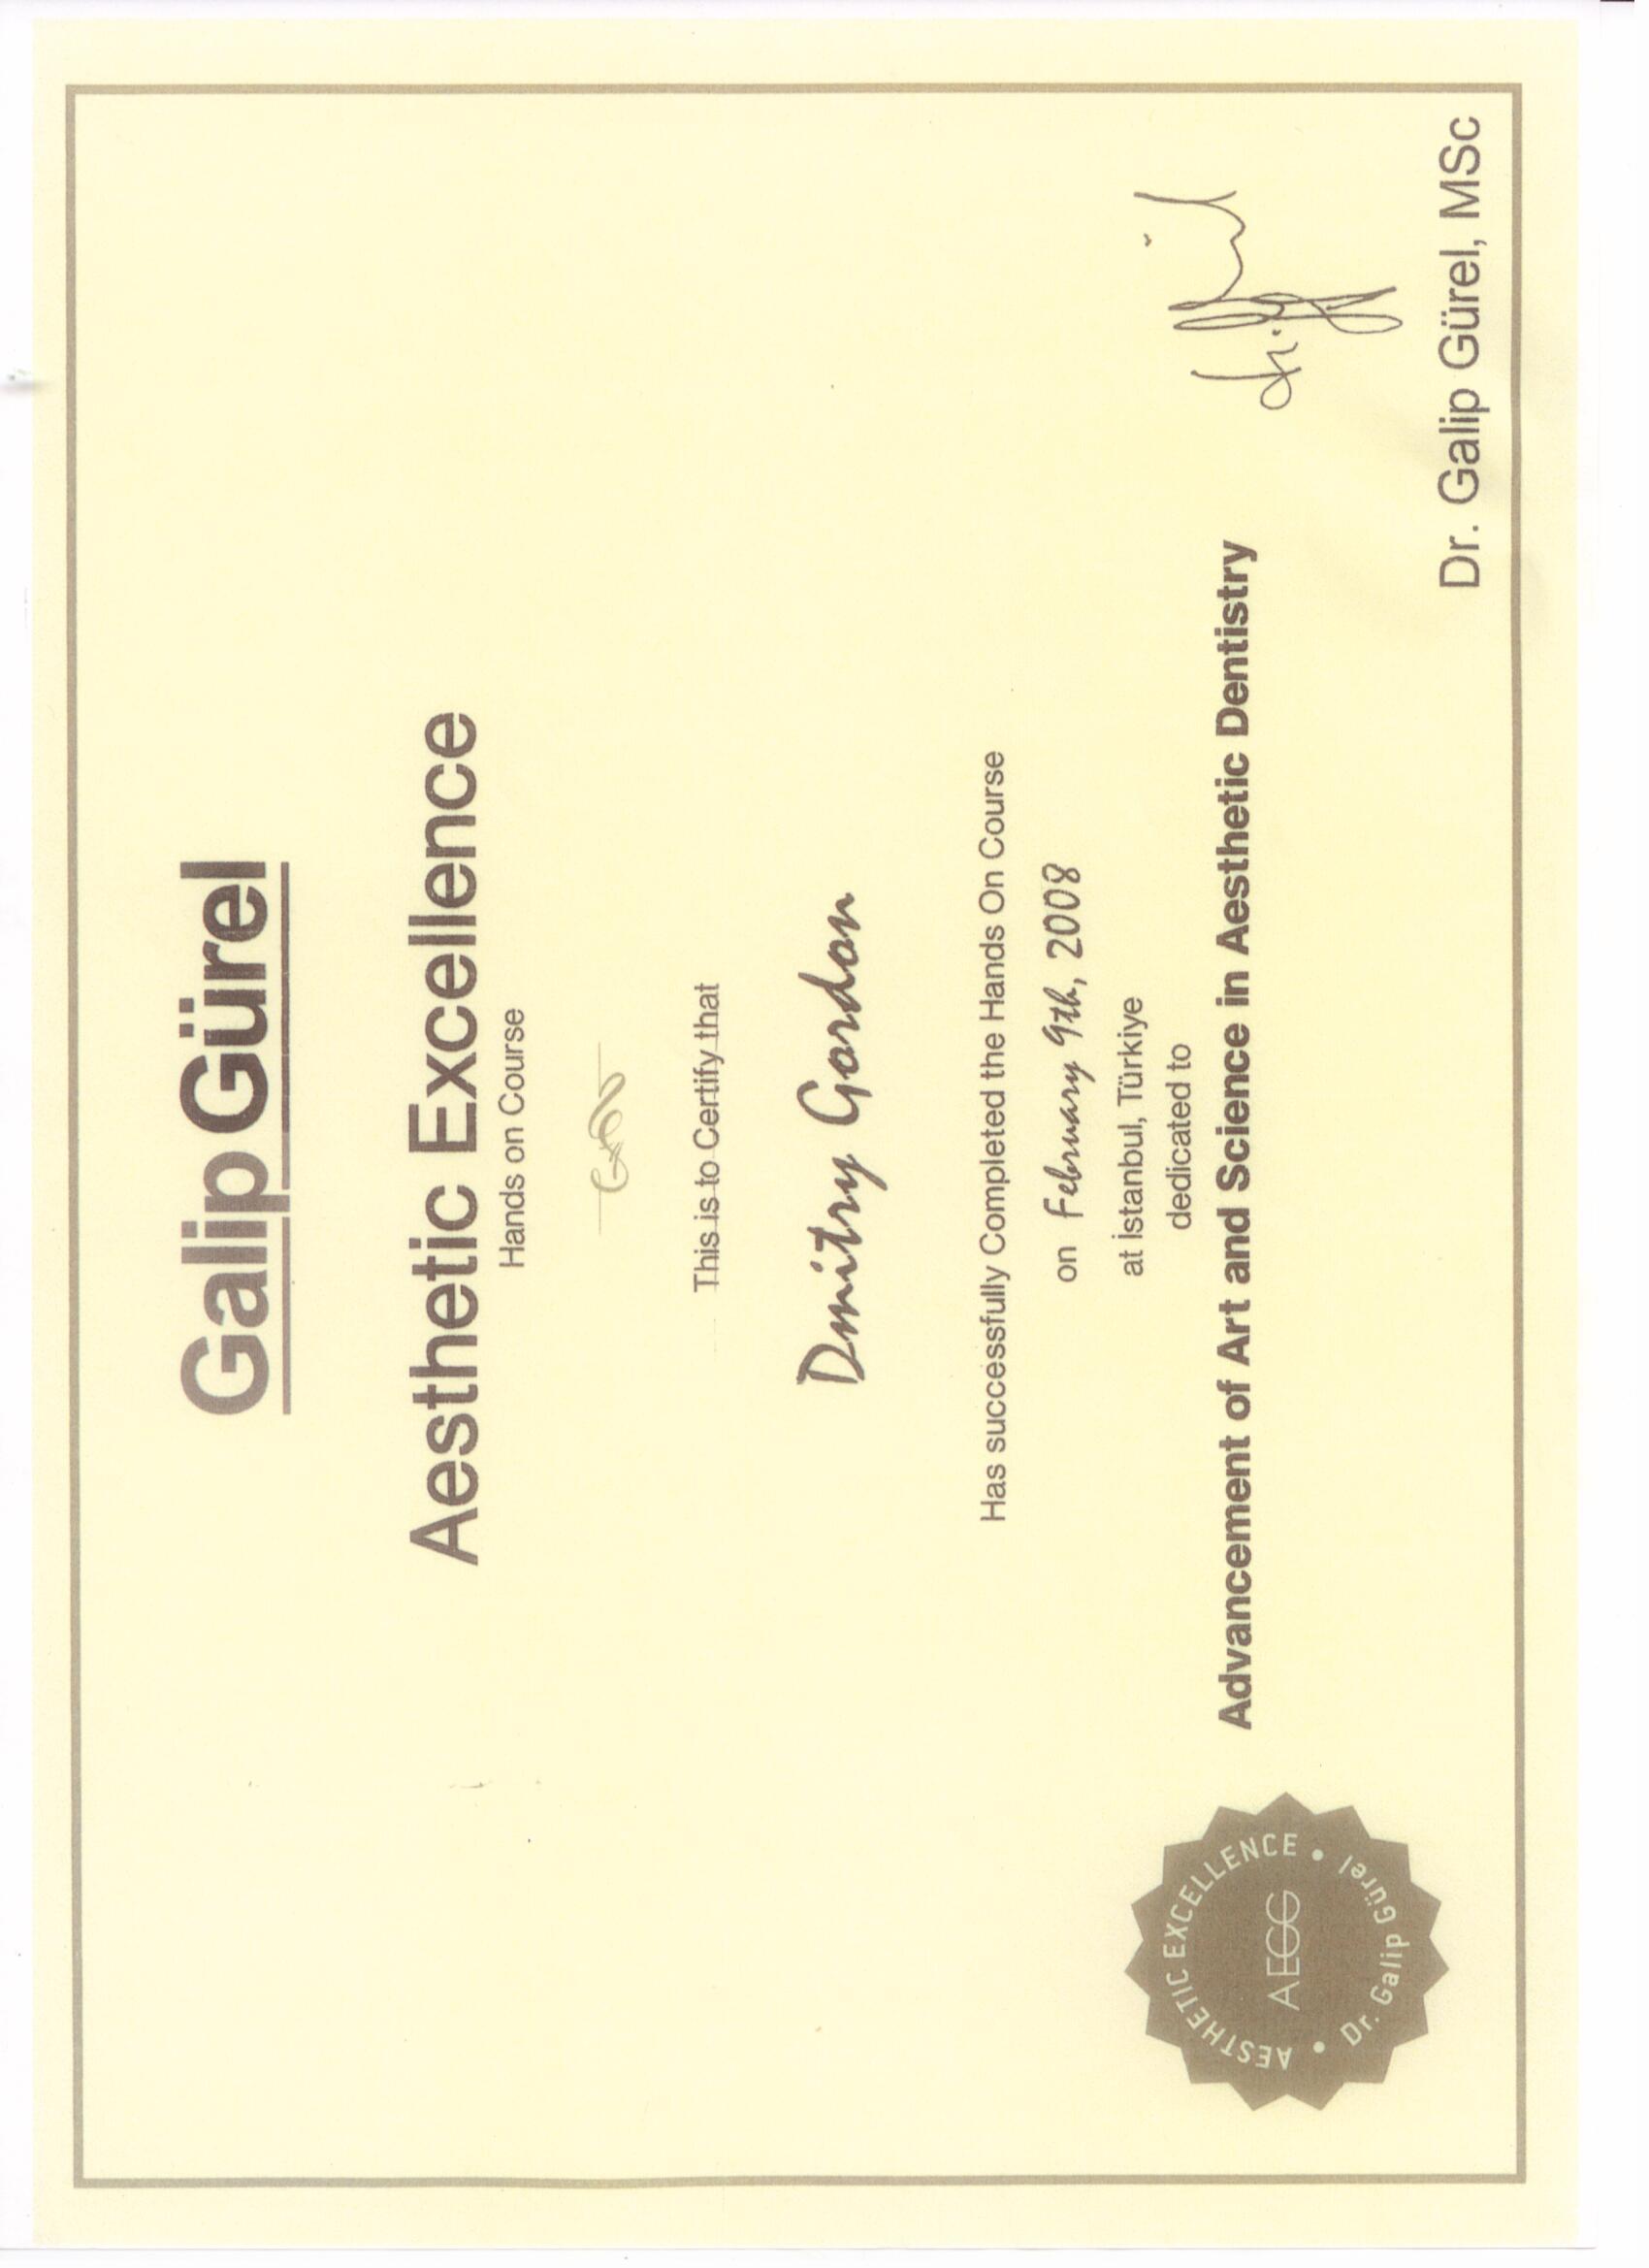 Galip Gürel
Aesthetic Excellence
Hands on Course
This is to Certify that
Dmitry Gordon
Has successfully Completed the Hands On Course
on February 9th, 2008
at İstanbul, Türkiye
dedicated to
Advancement of Art and Science in Aesthetic Dentistry
AESTHETIC EXCELLENCE
AEGG
Dr. Galip Gürel
Dr. Galip Gürel, MSc